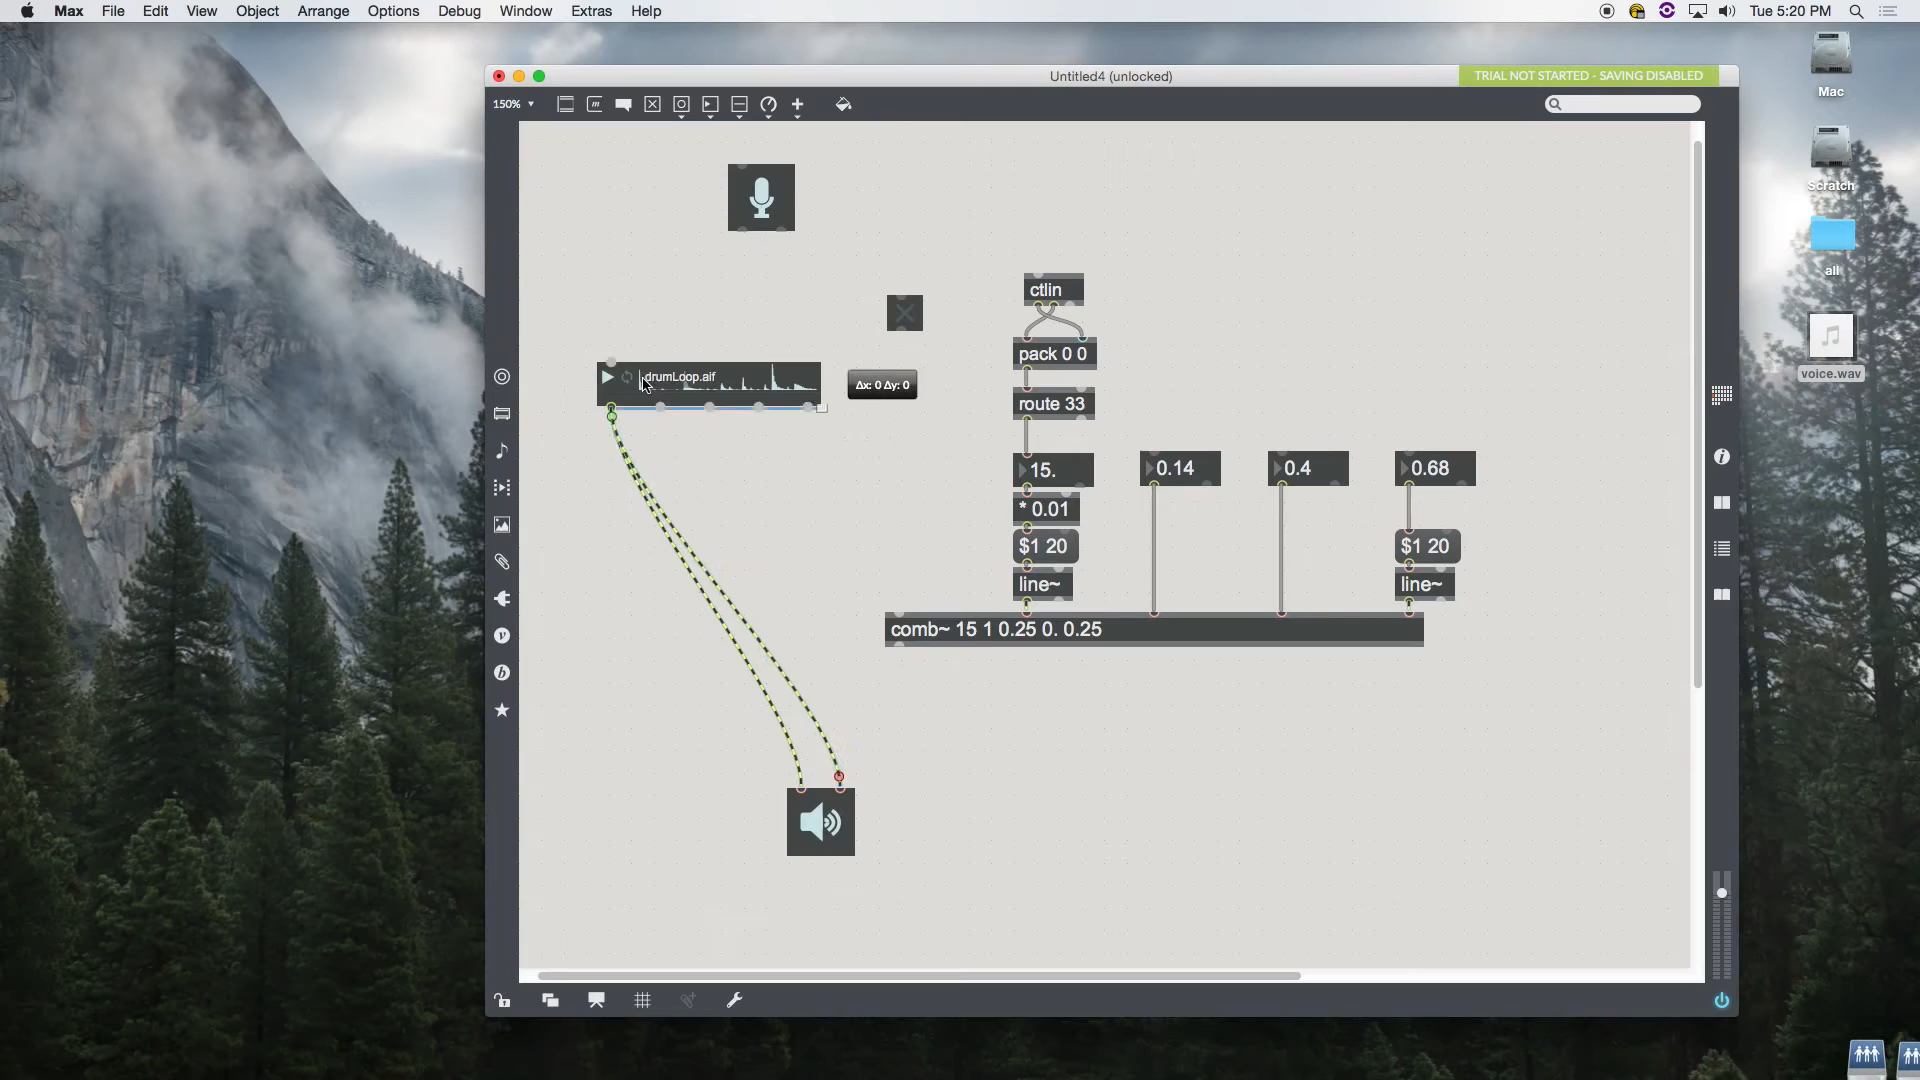 Max File Edit View Object Arrange Options Debug Window Extras Help
Tue 5:20 PM
Untitled4 (unlocked)
TRIAL NOT STARTED - SAVING DISABLED
150%
Mac
Scratch
all
voice.wav
ctlin
pack 0 0
drumLoop.aif
Δx: 0 Δy: 0
route 33
15.
0.14
0.4
0.68
* 0.01
$1 20
$1 20
line~
line~
comb~ 15 1 0.25 0. 0.25